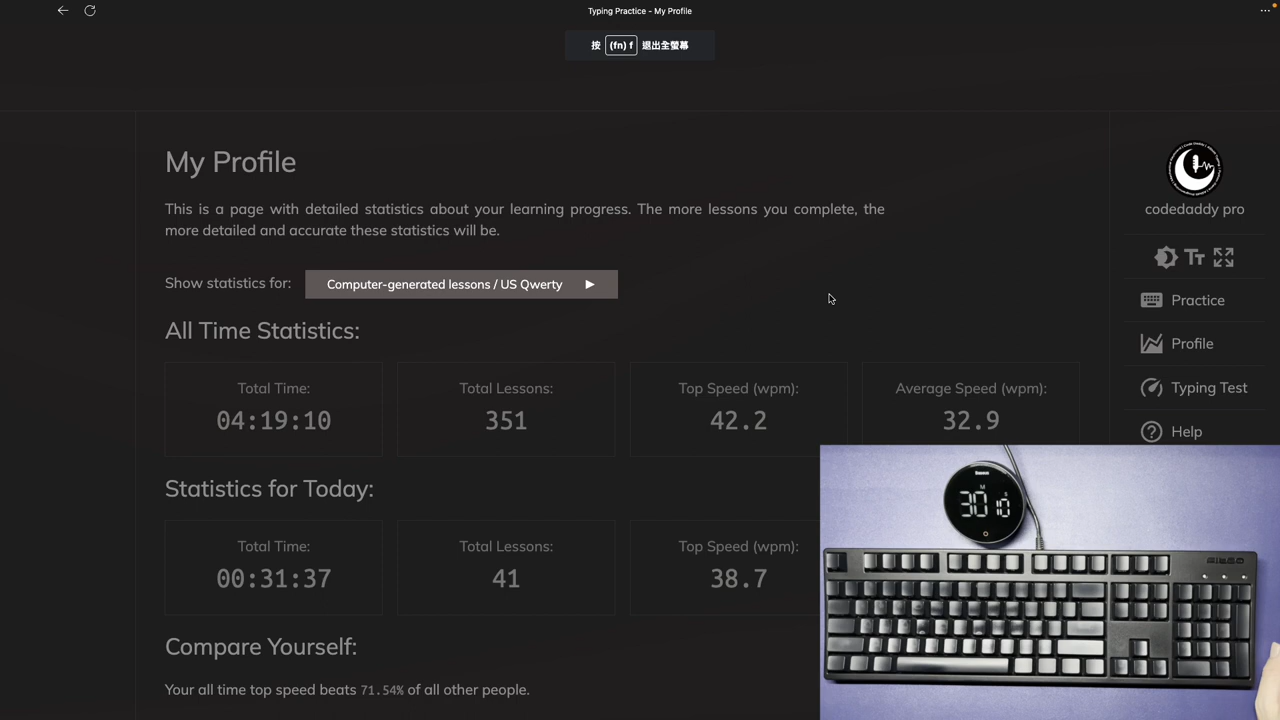 Typing Practice - My Profile
按 (fn) f 退出全螢幕
My Profile
This is a page with detailed statistics about your learning progress. The more lessons you complete, the
more detailed and accurate these statistics will be.
Show statistics for: Computer-generated lessons / US Qwerty
All Time Statistics:
Total Time:
04:19:10
Total Lessons:
351
Top Speed (wpm):
42.2
Average Speed (wpm):
32.9
Statistics for Today:
Total Time:
00:31:37
Total Lessons:
41
Top Speed (wpm):
38.7
Compare Yourself:
Your all time top speed beats 71.54% of all other people.
codedaddy pro
Practice
Profile
Typing Test
Help
M
30 10